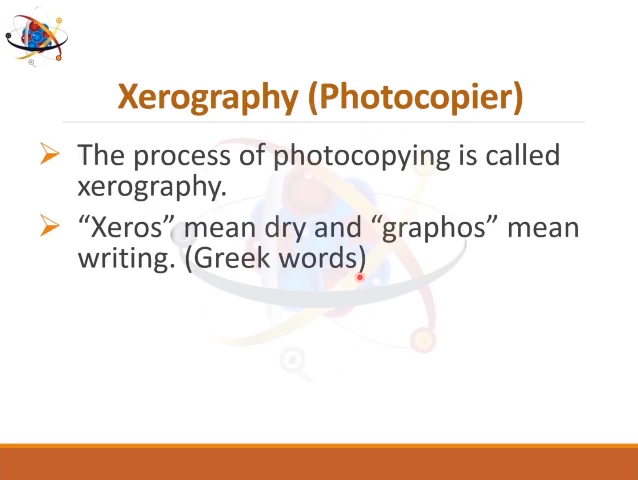 Xerography (Photocopier)
The process of photocopying is called
xerography.
“Xeros” mean dry and “graphos” mean
writing. (Greek words)